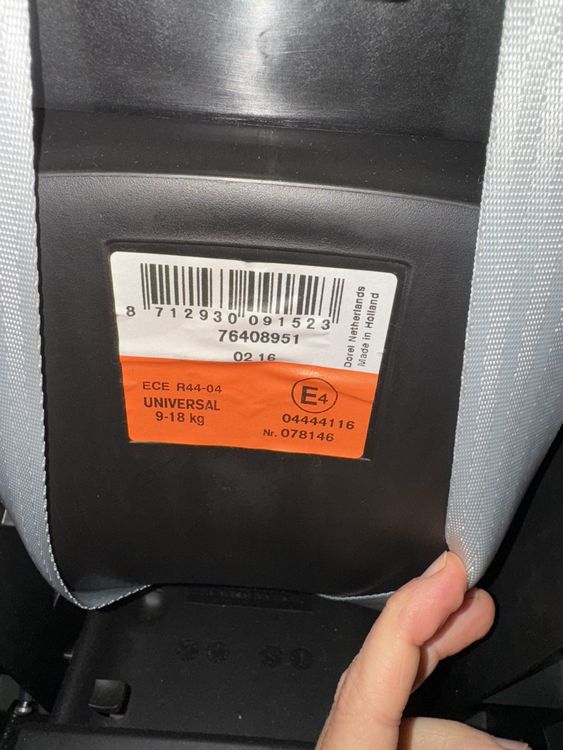 8 712930 091523
76408951
02 16
Dorel Netherlands
Made in Holland
ECE R44-04
UNIVERSAL
9-18 kg
E4
04444116
Nr. 078146